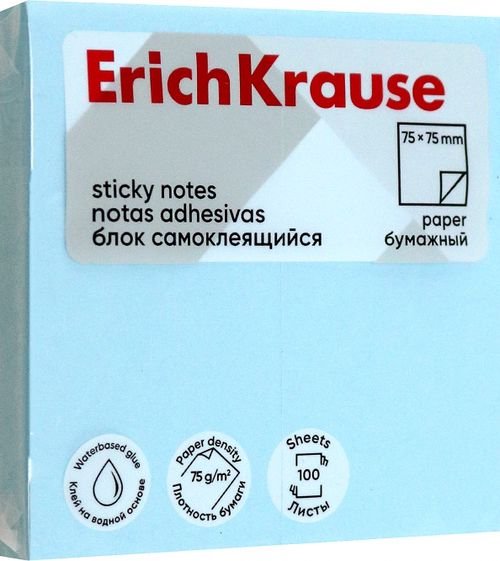 ErichKrause
75 × 75 mm
sticky notes
notas adhesivas
блок самоклеящийся
paper
бумажный
Waterbased glue
Клей на водной основе
Paper density
75 g/m²
Плотность бумаги
Sheets
100
Листы